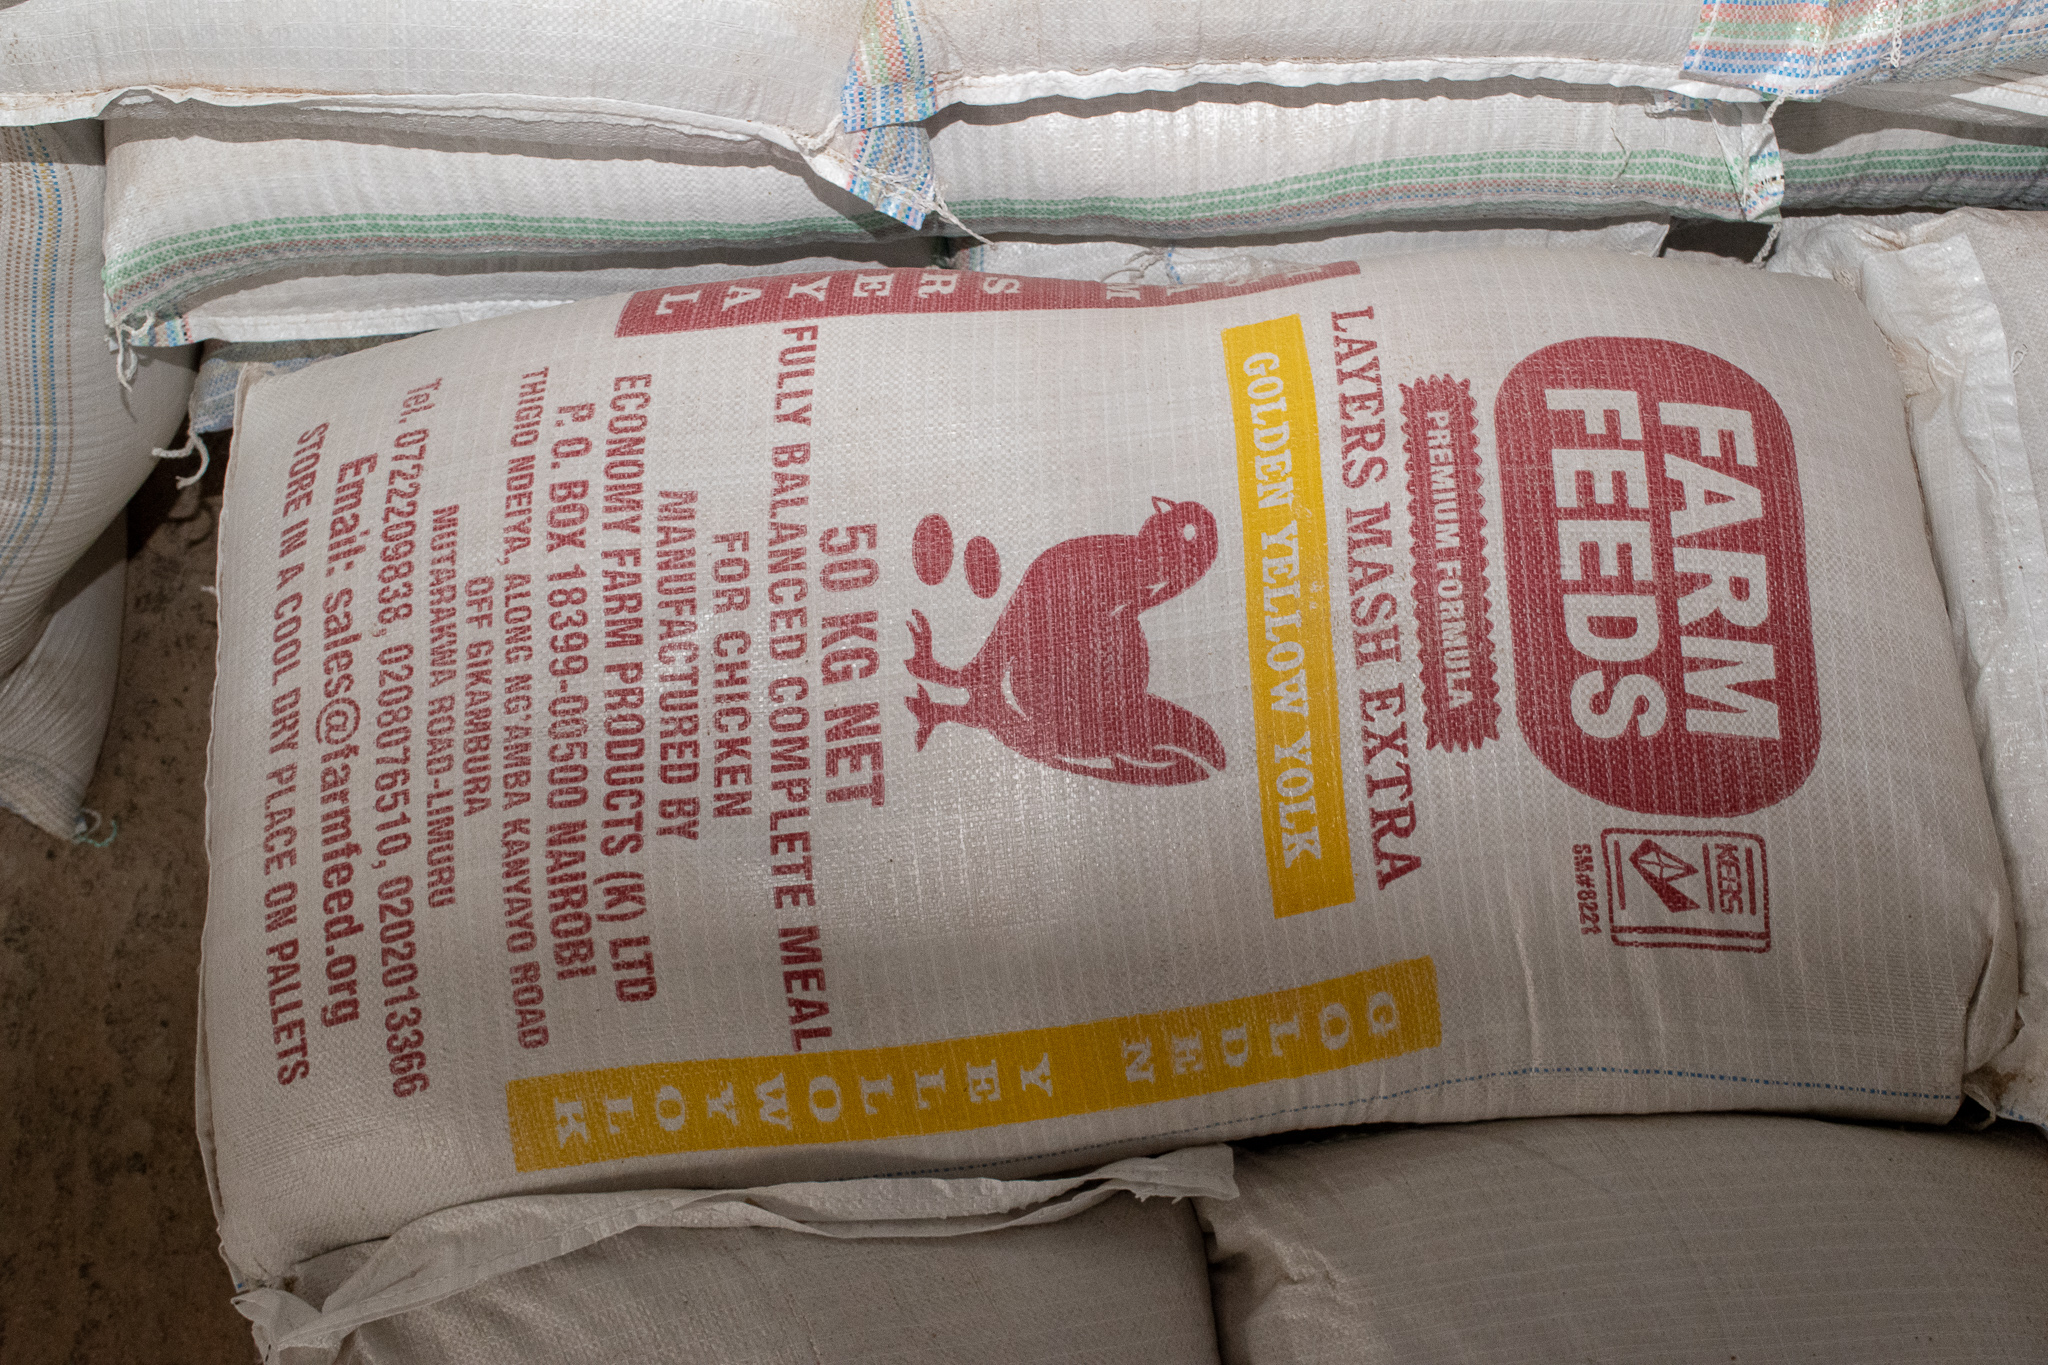 FARM
FEEDS
KEBS
SM#8221
PREMIUM FORMULA
LAYERS MASH EXTRA
GOLDEN YELLOW YOLK
50 KG NET
FULLY BALANCED COMPLETE MEAL
FOR CHICKEN
MANUFACTURED BY
ECONOMY FARM PRODUCTS (K) LTD
P.O. BOX 18399-00500 NAIROBI
THIGIO NDEIYA, ALONG NG'AMBA KANYAYO ROAD
OFF GIKAMBURA
MUTARAKWA ROAD-LIMURU
Tel. 0722209838, 0208076510, 0202013366
Email: sales@farmfeed.org
STORE IN A COOL DRY PLACE ON PALLETS
GOLDEN YELLOW YOLK
LAYERS